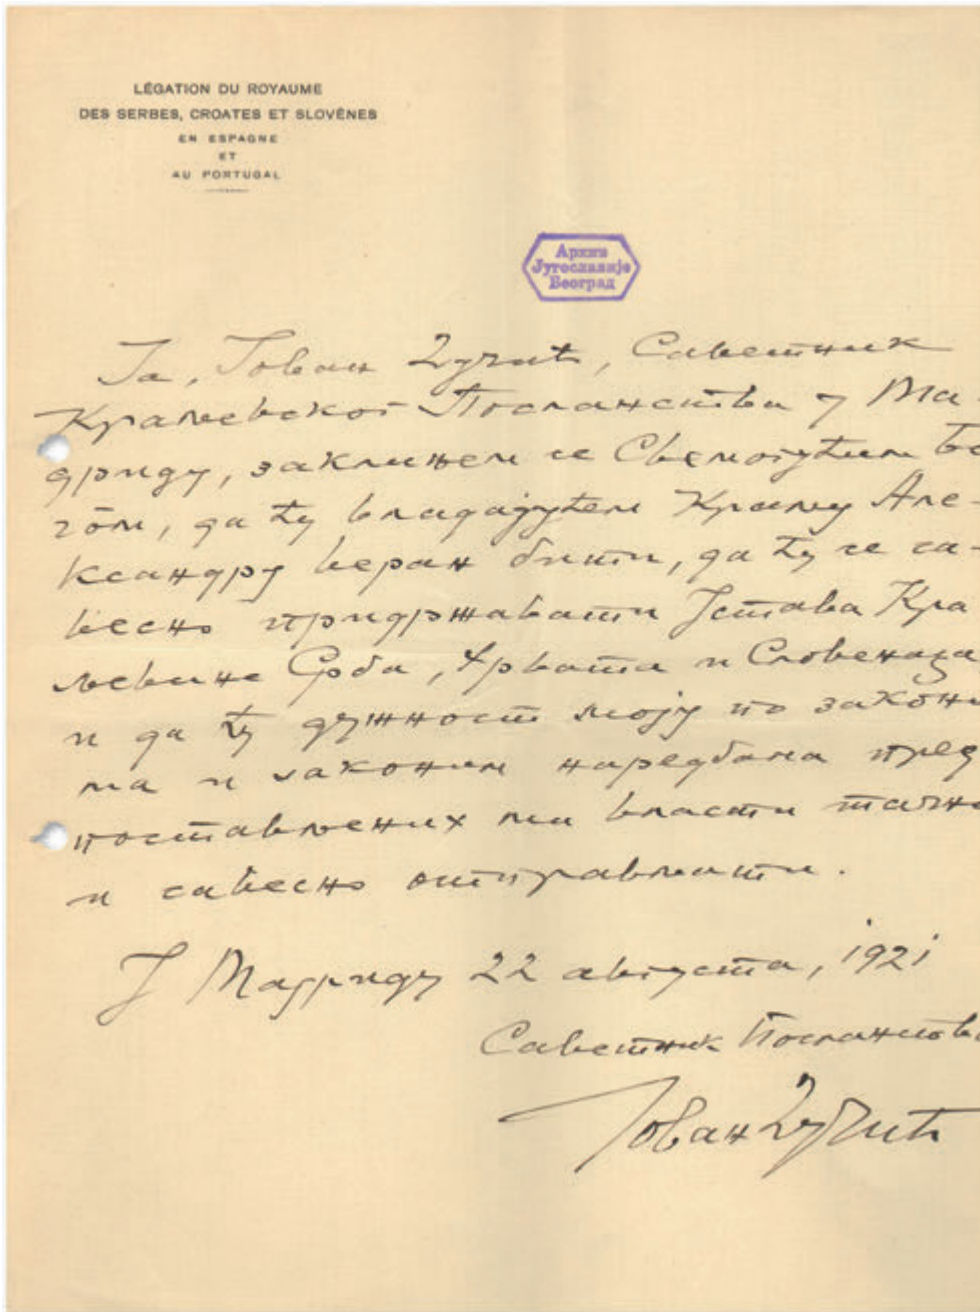 LÉGATION DU ROYAUME
DES SERBES, CROATES ET SLOVÈNES
EN ESPAGNE
ET
AU PORTUGAL
Архив
Југославије
Београд
Ја, Јован Дучић, Саветник
Краљевског Посланства у Ма-
дриду, заклињем се Свемогућим Бо
гом, да ћу владајућем Краљу Але-
ксандру веран бити, да ћу се са-
весно придржавати Устава Кра
љевине Срба, Хрвата и Словенаца
и да ћу дужност моју по закони
ма и законим наредбама пред
постављених ми власти тачно
и савесно отправљати.
У Мадриду 22 августа, 1921
Саветник Посланства
Јован Дучић